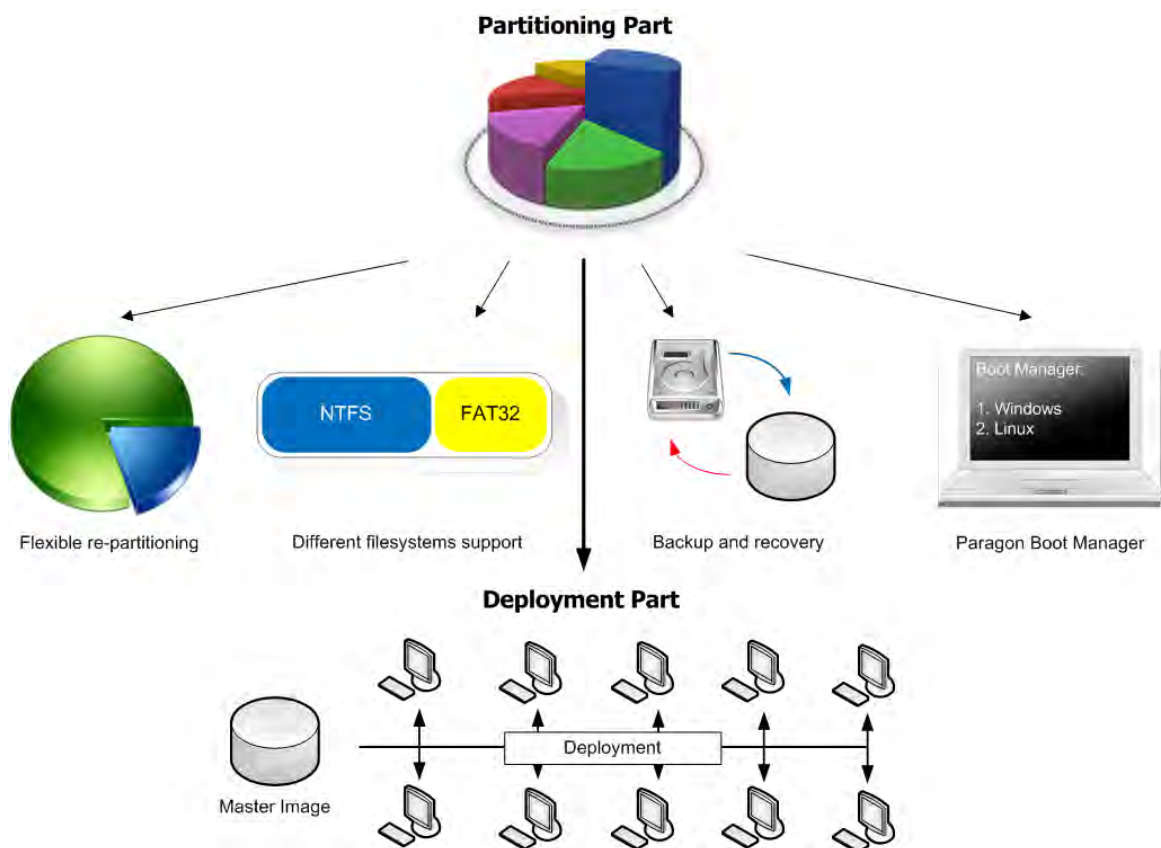 Partitioning Part
NTFS
FAT32
Boot Manager:
1. Windows
2. Linux
Flexible re-partitioning
Different filesystems support
Backup and recovery
Paragon Boot Manager
Deployment Part
Deployment
Master Image